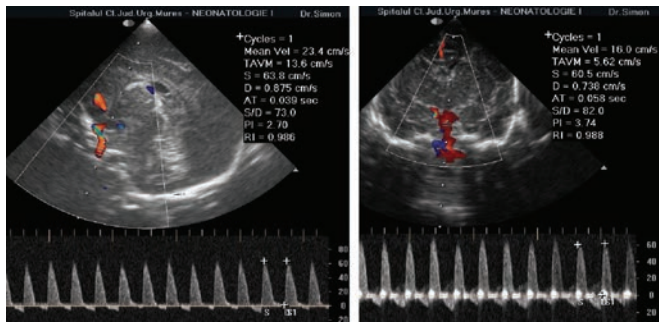 Spitalul Cl.Jud.Urg.Mures - NEONATOLOGIE I Dr.Simon
Cycles = 1
Mean Vel = 23.4 cm/s
TAVM = 13.6 cm/s
S = 63.8 cm/s
D = 0.875 cm/s
AT = 0.039 sec
S/D = 73.0
PI = 2.70
RI = 0.986
60
40
20
20
S
Spitalul Cl.Jud.Urg.Mures - NEONATOLOGIE I Dr.Simon
Cycles = 1
Mean Vel = 16.0 cm/s
TAVM = 5.62 cm/s
S = 60.5 cm/s
D = 0.738 cm/s
AT = 0.058 sec
S/D = 82.0
PI = 3.74
RI = 0.988
60
40
20
20
S